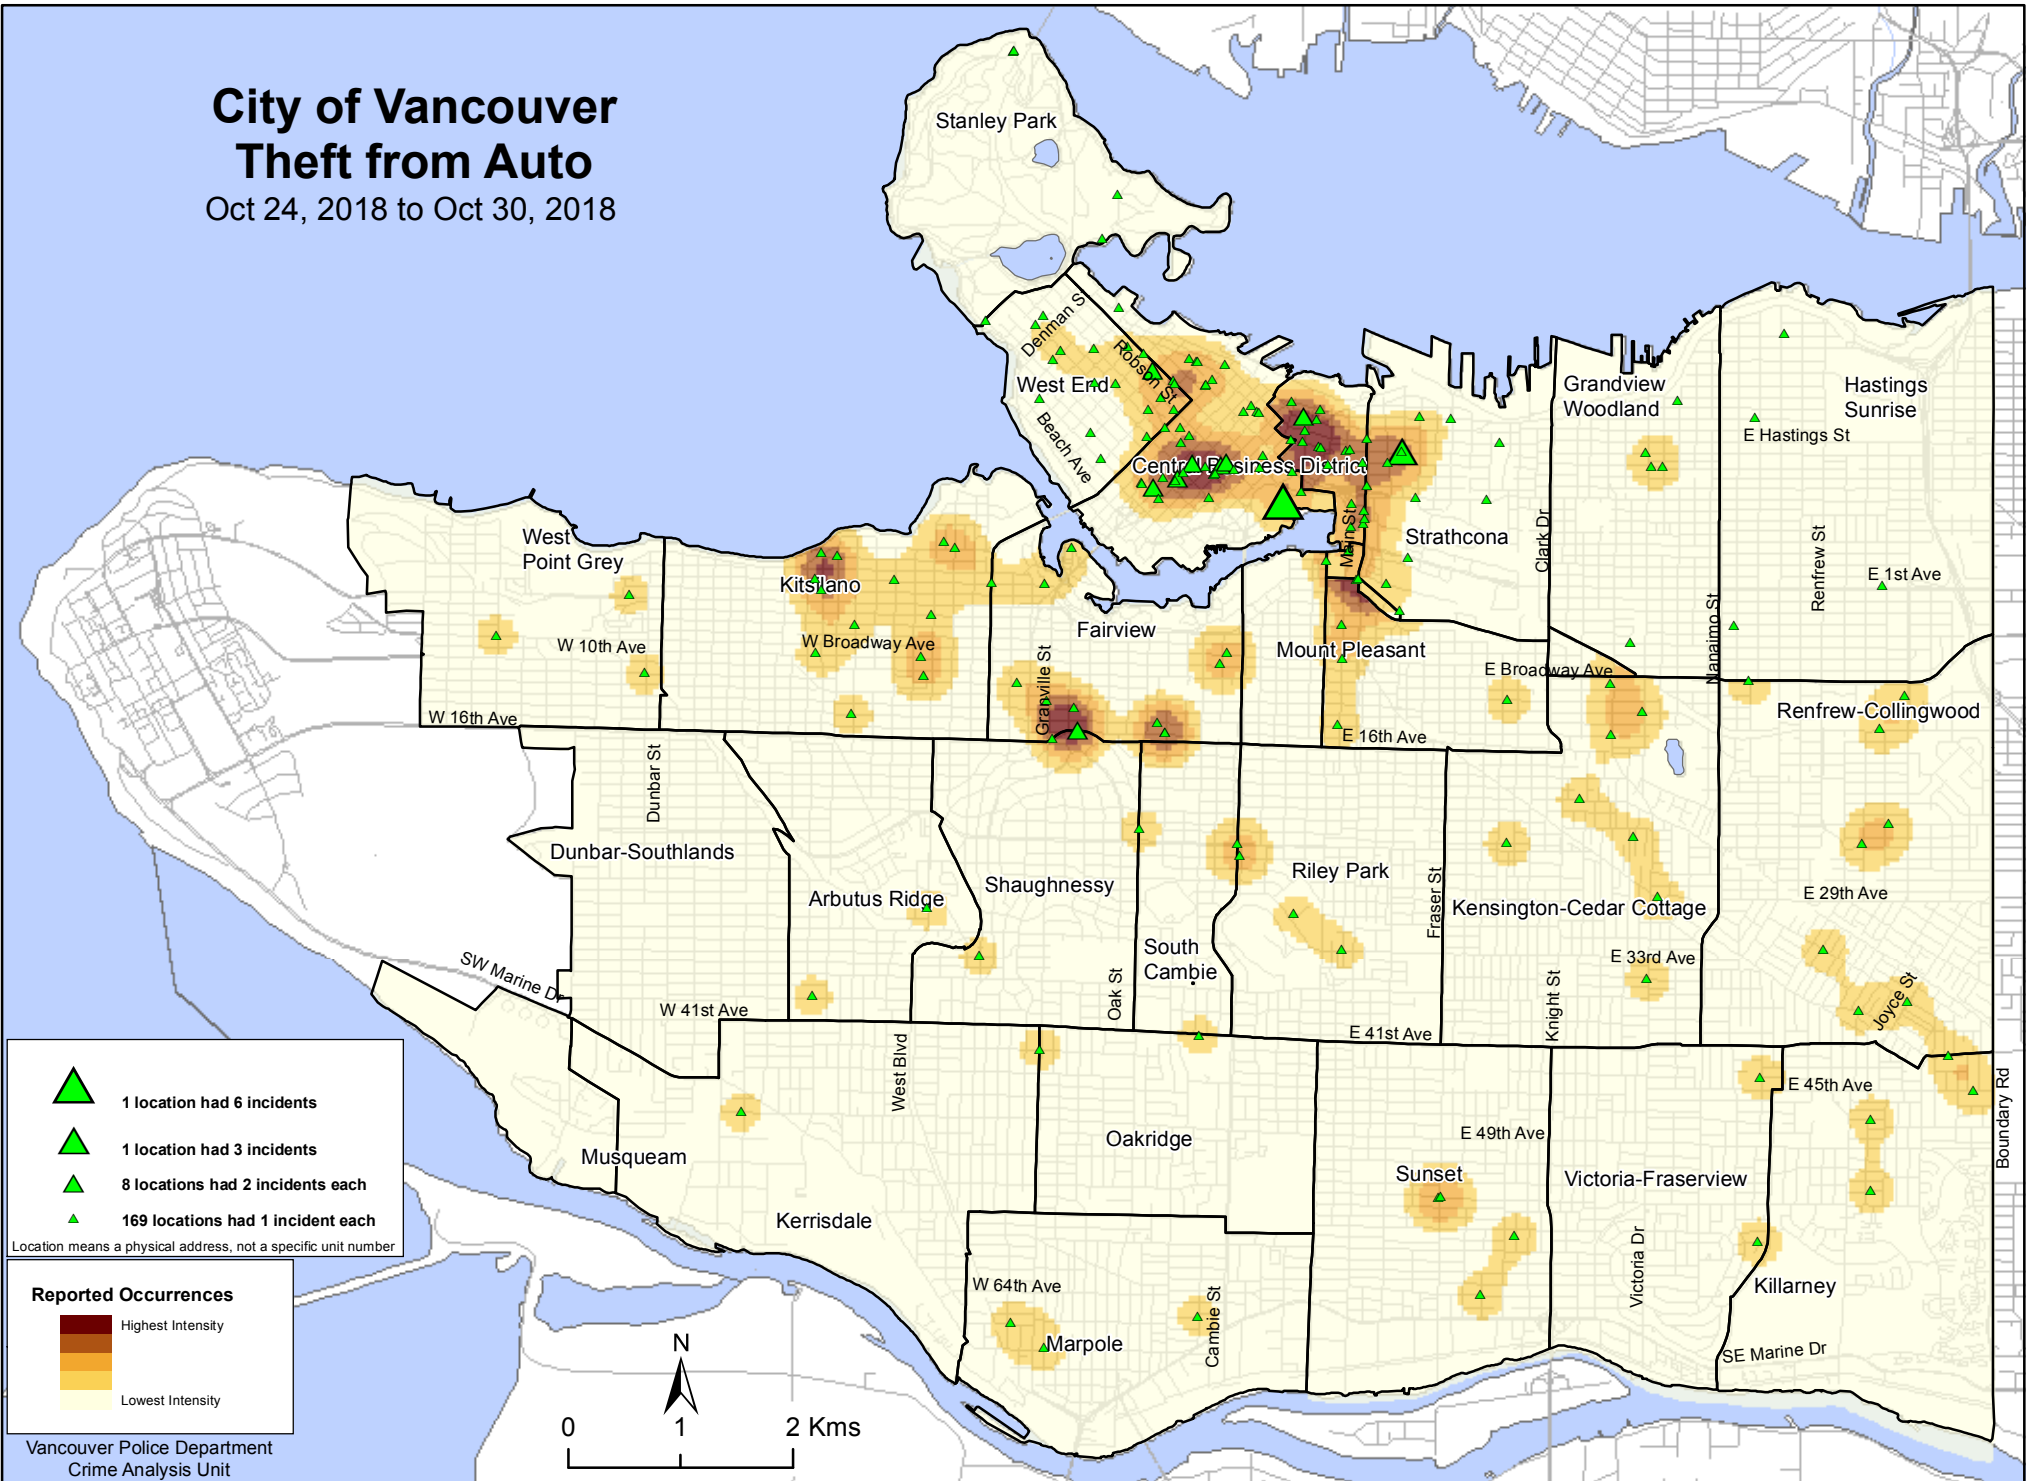 City of Vancouver
Theft from Auto
Oct 24, 2018 to Oct 30, 2018
Stanley Park
Denman S
Robson St
West End
Beach Ave
Central Business District
Grandview
Woodland
Hastings
Sunrise
E Hastings St
West
Point Grey
Kitsilano
Main St
Strathcona
Clark Dr
Renfrew St
E 1st Ave
W 10th Ave
W Broadway Ave
Fairview
Granville St
Mount Pleasant
E Broadway Ave
Nanaimo St
W 16th Ave
E 16th Ave
Renfrew-Collingwood
Dunbar St
Dunbar-Southlands
Arbutus Ridge
Shaughnessy
Riley Park
Fraser St
Kensington-Cedar Cottage
E 29th Ave
South
Cambie
SW Marine Dr
W 41st Ave
Oak St
E 33rd Ave
Knight St
Joyce St
E 41st Ave
West Blvd
E 45th Ave
Boundary Rd
E 49th Ave
Oakridge
Musqueam
Sunset
Victoria-Fraserview
Kerrisdale
Victoria Dr
W 64th Ave
Cambie St
Killarney
Marpole
SE Marine Dr
1 location had 6 incidents
1 location had 3 incidents
8 locations had 2 incidents each
169 locations had 1 incident each
Location means a physical address, not a specific unit number
Reported Occurrences
Highest Intensity
Lowest Intensity
Vancouver Police Department
Crime Analysis Unit
N
0 1 2 Kms